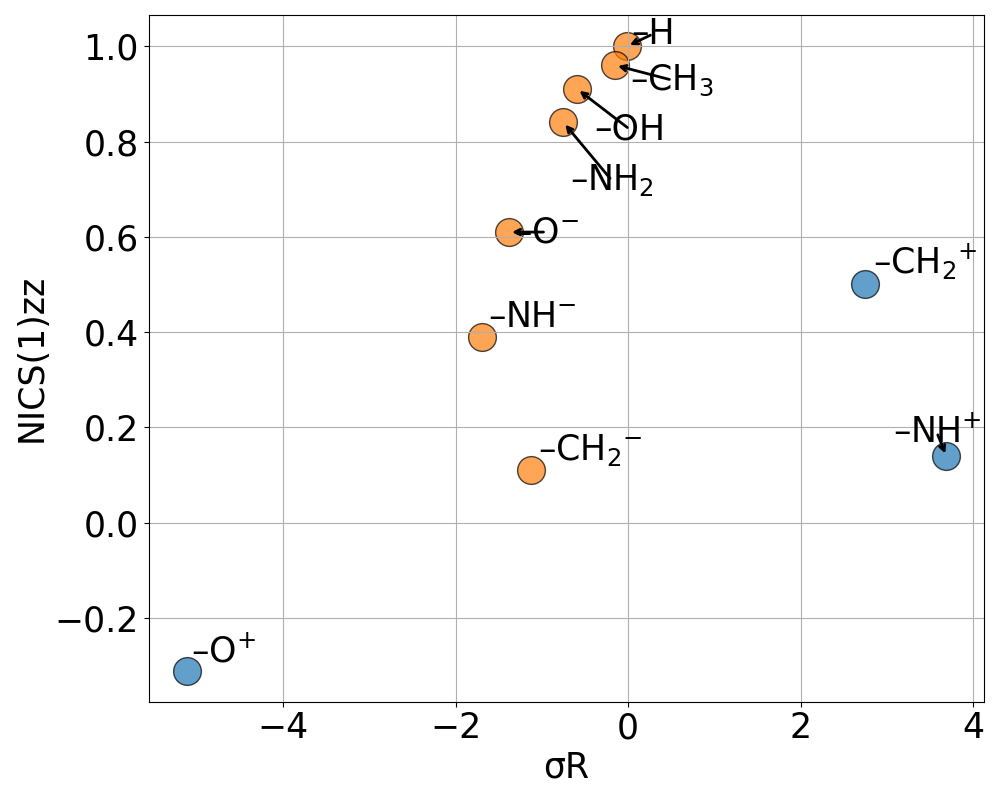 1.0
0.8
0.6
0.4
0.2
0.0
−0.2
NICS(1)zz
–H
–CH₃
–OH
–NH₂
–O⁻
–CH₂⁺
–NH⁻
–NH⁺
–CH₂⁻
–O⁺
−4 −2 0 2 4
σR